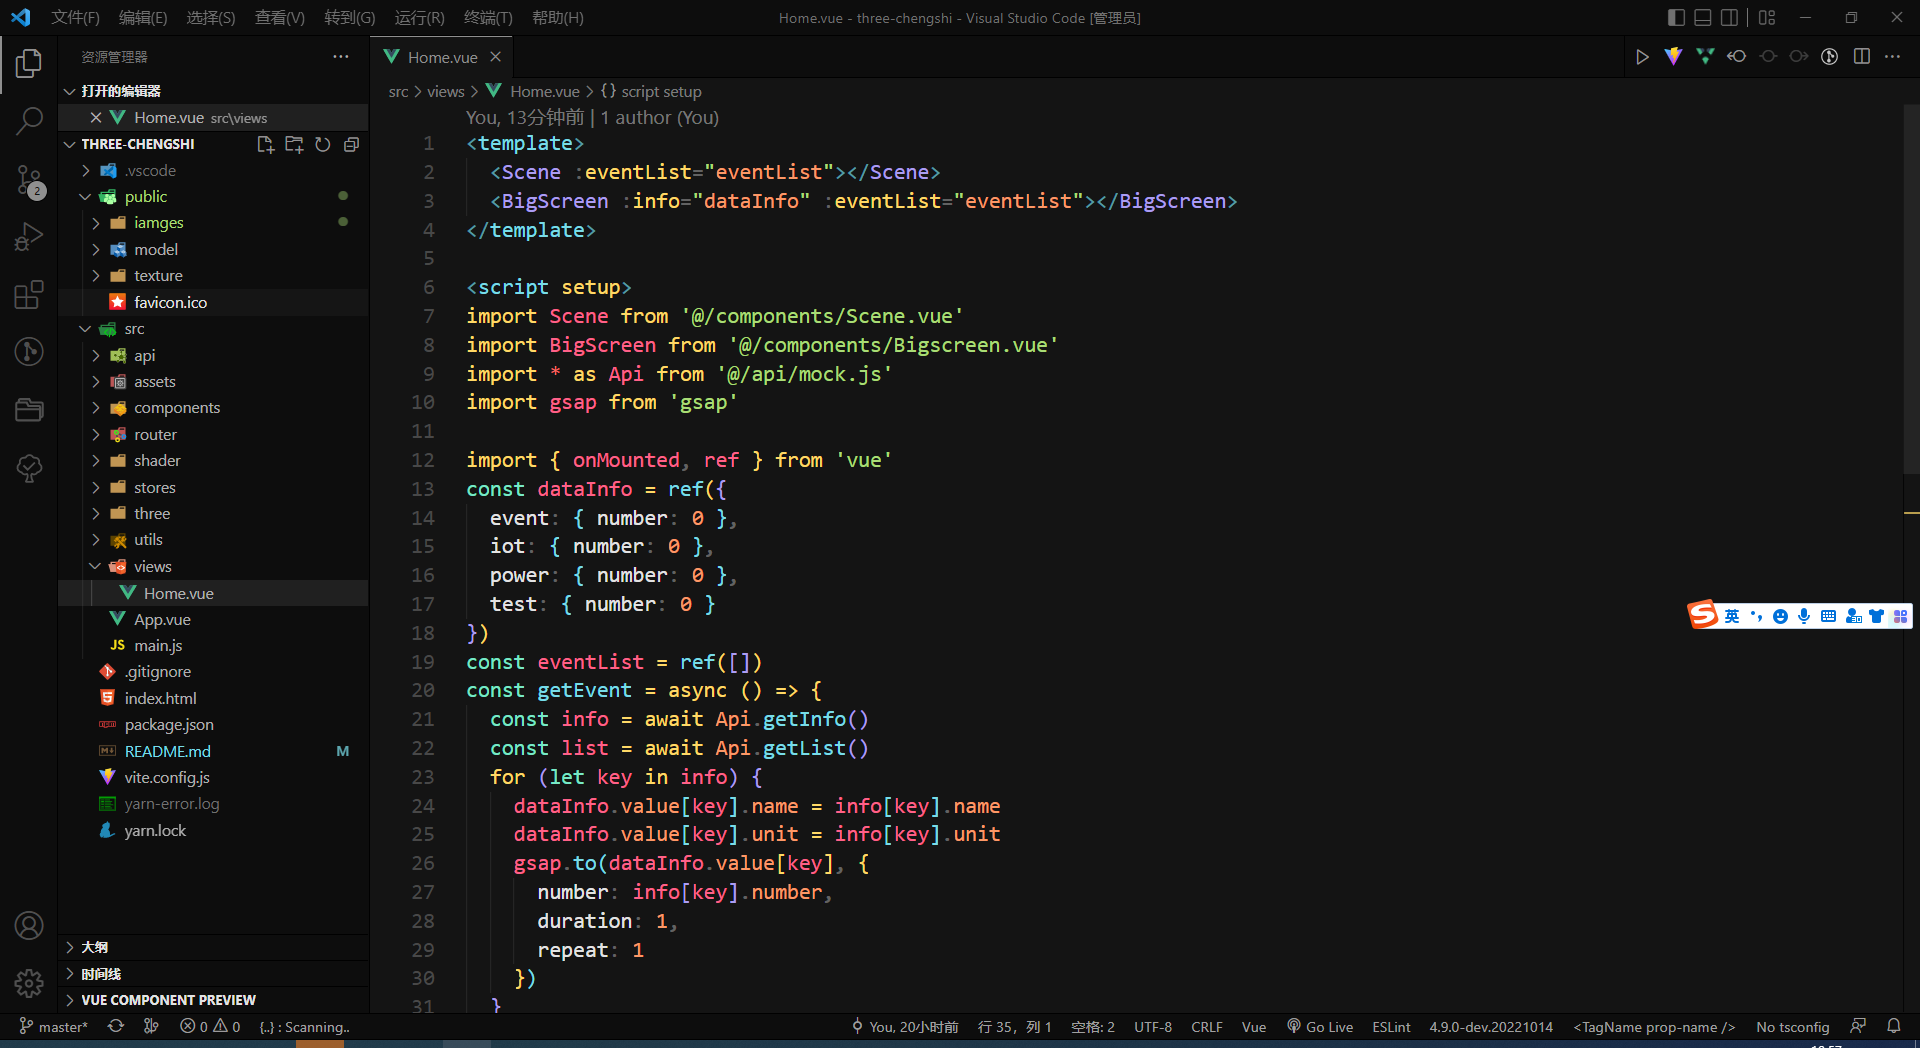 文件(F) 编辑(E) 选择(S) 查看(V) 转到(G) 运行(R) 终端(T) 帮助(H) Home.vue - three-chengshi - Visual Studio Code [管理员]
资源管理器
Home.vue
打开的编辑器
src > views > Home.vue > {} script setup
Home.vue src\views
You, 13分钟前 | 1 author (You)
THREE-CHENGSHI
.vscode
public
iamges
model
texture
favicon.ico
src
api
assets
components
router
shader
stores
three
utils
views
Home.vue
App.vue
main.js
.gitignore
index.html
package.json
README.md M
vite.config.js
yarn-error.log
yarn.lock
大纲
时间线
VUE COMPONENT PREVIEW
2
1 <template>
2 <Scene :eventList="eventList"></Scene>
3 <BigScreen :info="dataInfo" :eventList="eventList"></BigScreen>
4 </template>
5
6 <script setup>
7 import Scene from '@/components/Scene.vue'
8 import BigScreen from '@/components/Bigscreen.vue'
9 import * as Api from '@/api/mock.js'
10 import gsap from 'gsap'
11
12 import { onMounted, ref } from 'vue'
13 const dataInfo = ref({
14 event: { number: 0 },
15 iot: { number: 0 },
16 power: { number: 0 },
17 test: { number: 0 }
18 })
19 const eventList = ref([])
20 const getEvent = async () => {
21 const info = await Api.getInfo()
22 const list = await Api.getList()
23 for (let key in info) {
24 dataInfo.value[key].name = info[key].name
25 dataInfo.value[key].unit = info[key].unit
26 gsap.to(dataInfo.value[key], {
27 number: info[key].number,
28 duration: 1,
29 repeat: 1
30 })
31 }
英
master* 0 0 {..} : Scanning.. You, 20小时前 行 35，列 1 空格: 2 UTF-8 CRLF Vue Go Live ESLint 4.9.0-dev.20221014 <TagName prop-name /> No tsconfig